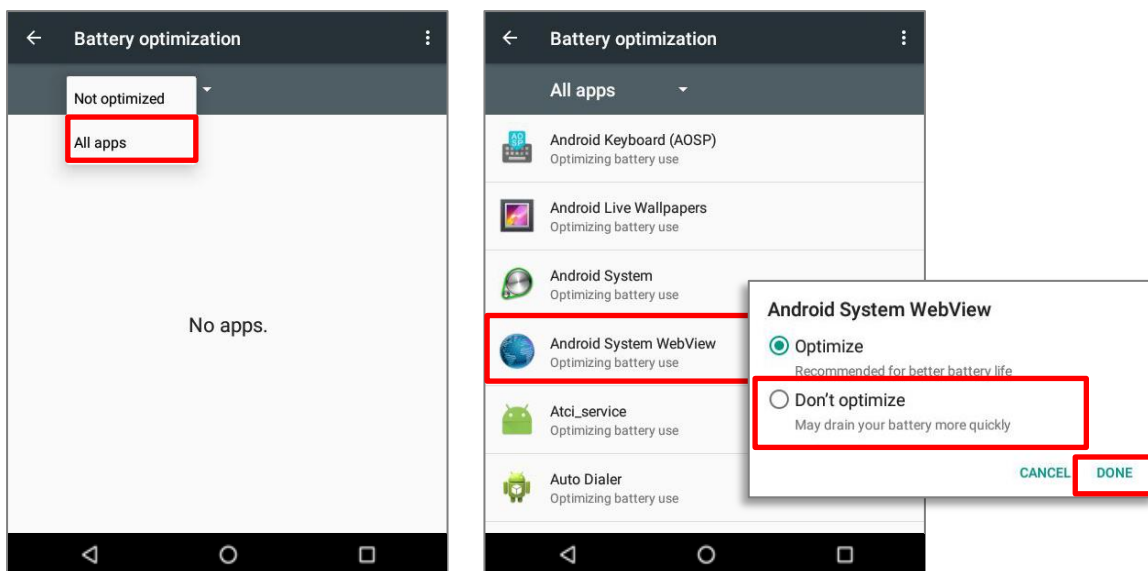 Battery optimization
Not optimized
All apps
No apps.
Battery optimization
All apps
Android Keyboard (AOSP)
Optimizing battery use
Android Live Wallpapers
Optimizing battery use
Android System
Optimizing battery use
Android System WebView
Optimizing battery use
Atci_service
Optimizing battery use
Auto Dialer
Optimizing battery use
Android System WebView
Optimize
Recommended for better battery life
Don't optimize
May drain your battery more quickly
CANCEL DONE